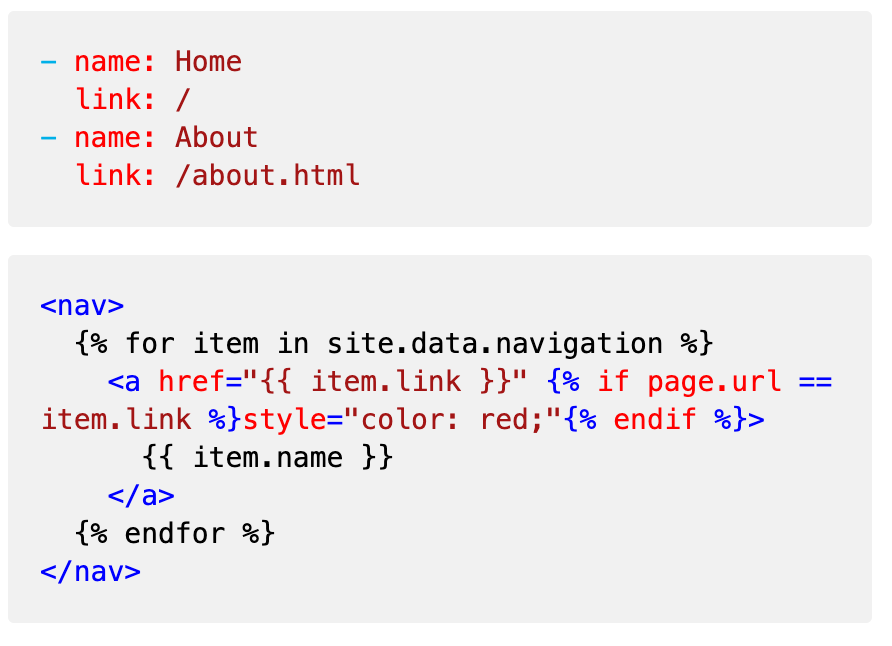 - name: Home
  link: /
- name: About
  link: /about.html
<nav>
  {% for item in site.data.navigation %}
    <a href="{{ item.link }}" {% if page.url ==
item.link %}style="color: red;"{% endif %}>
      {{ item.name }}
    </a>
  {% endfor %}
</nav>